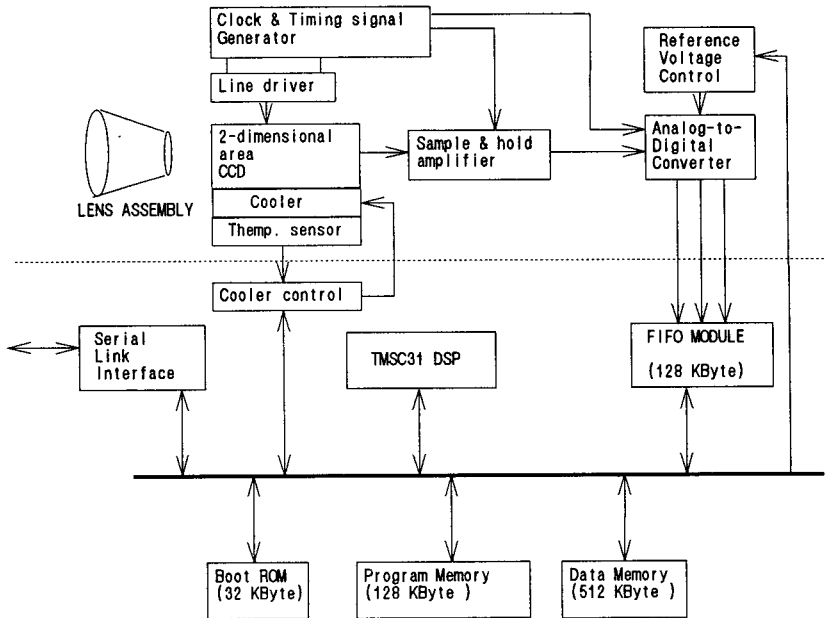 Clock & Timing signal
Generator
Line driver
2-dimensional
area
CCD
Cooler
Themp. sensor
LENS ASSEMBLY
Sample & hold
amplifier
Reference
Voltage
Control
Analog-to-
Digital
Converter
Cooler control
Serial
Link
Interface
TMSC31 DSP
FIFO MODULE
(128 KByte)
Boot ROM
(32 KByte)
Program Memory
(128 KByte )
Data Memory
(512 KByte )